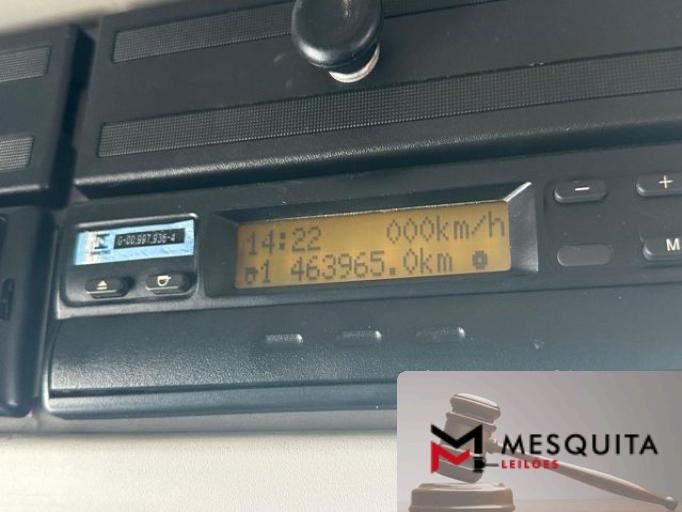 G-00.997.936-4
14:22 000km/h
1 463965.0km
M
MESQUITA
LEILÕES